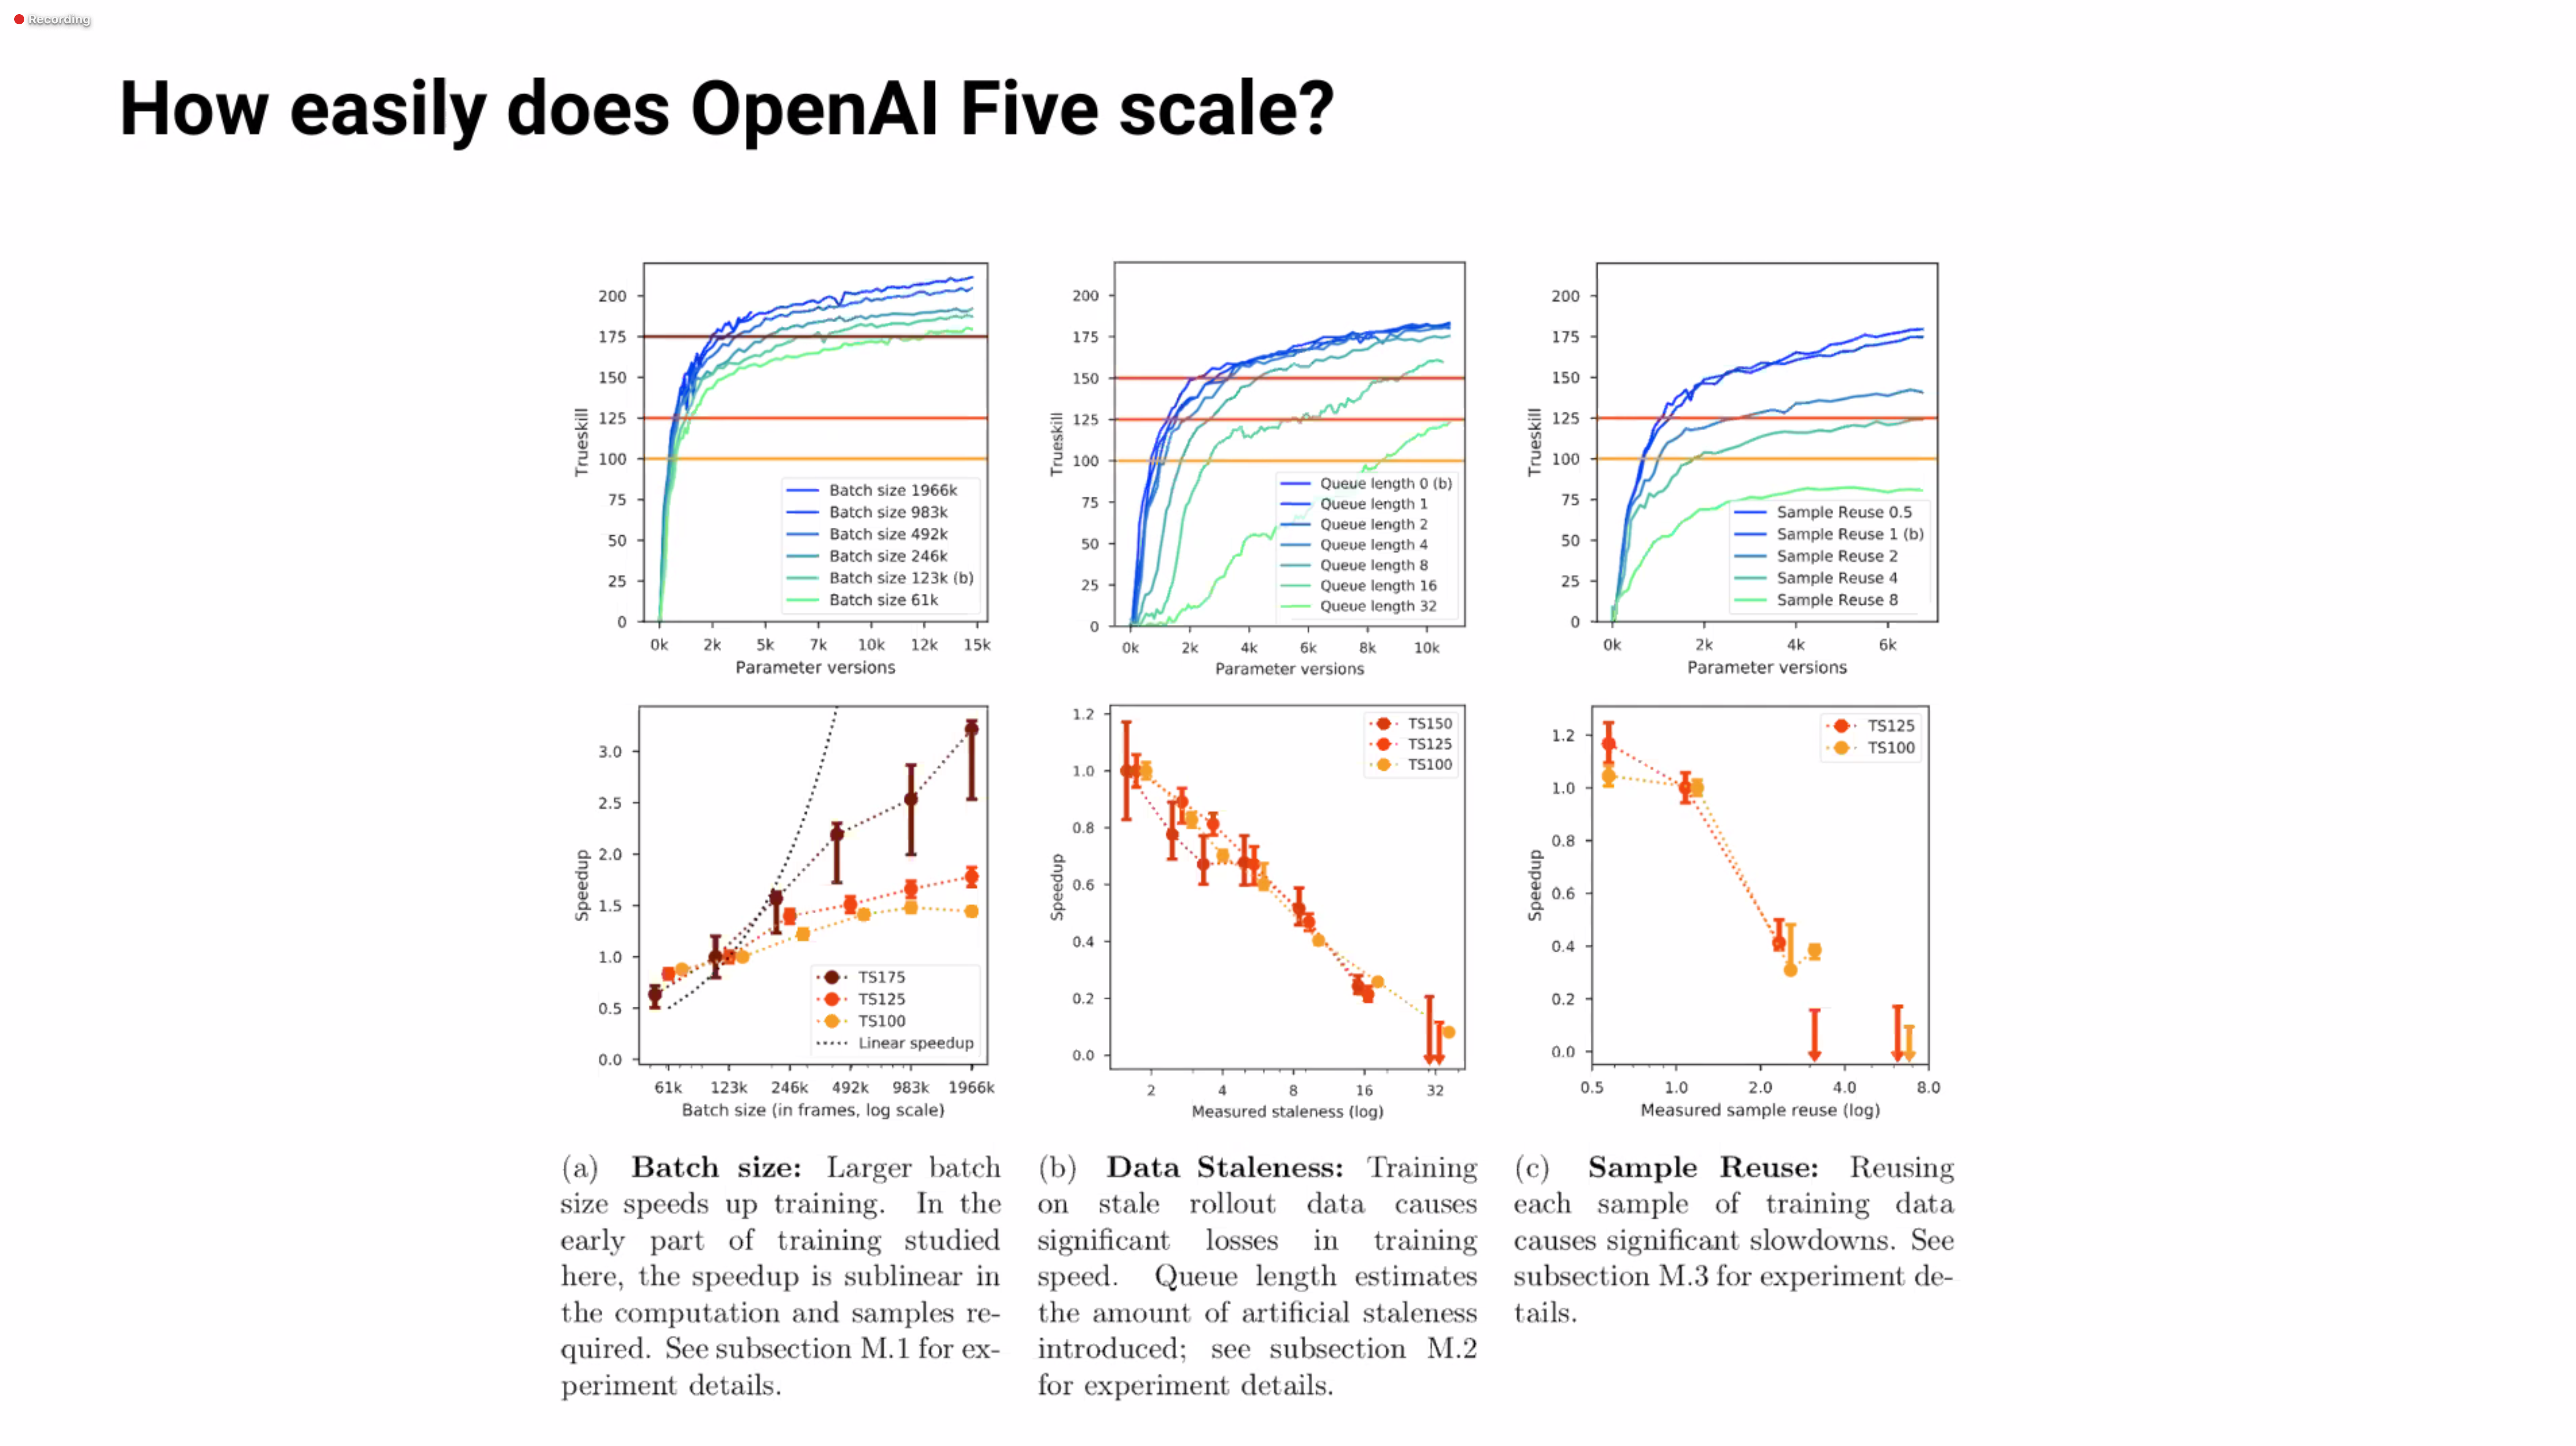 Recording
How easily does OpenAI Five scale?
Trueskill
200
175
150
125
100
75
50
25
0
Batch size 1966k
Batch size 983k
Batch size 492k
Batch size 246k
Batch size 123k (b)
Batch size 61k
0k 2k 5k 7k 10k 12k 15k
Parameter versions
Trueskill
200
175
150
125
100
75
50
25
0
Queue length 0 (b)
Queue length 1
Queue length 2
Queue length 4
Queue length 8
Queue length 16
Queue length 32
0k 2k 4k 6k 8k 10k
Parameter versions
Trueskill
200
175
150
125
100
75
50
25
0
Sample Reuse 0.5
Sample Reuse 1 (b)
Sample Reuse 2
Sample Reuse 4
Sample Reuse 8
0k 2k 4k 6k
Parameter versions
Speedup
3.0
2.5
2.0
1.5
1.0
0.5
0.0
TS175
TS125
TS100
Linear speedup
61k 123k 246k 492k 983k 1966k
Batch size (in frames, log scale)
Speedup
1.2
1.0
0.8
0.6
0.4
0.2
0.0
TS150
TS125
TS100
2 4 8 16 32
Measured staleness (log)
Speedup
1.2
1.0
0.8
0.6
0.4
0.2
0.0
TS125
TS100
0.5 1.0 2.0 4.0 8.0
Measured sample reuse (log)
(a) Batch size: Larger batch
size speeds up training. In the
early part of training studied
here, the speedup is sublinear in
the computation and samples re-
quired. See subsection M.1 for ex-
periment details.
(b) Data Staleness: Training
on stale rollout data causes
significant losses in training
speed. Queue length estimates
the amount of artificial staleness
introduced; see subsection M.2
for experiment details.
(c) Sample Reuse: Reusing
each sample of training data
causes significant slowdowns. See
subsection M.3 for experiment de-
tails.